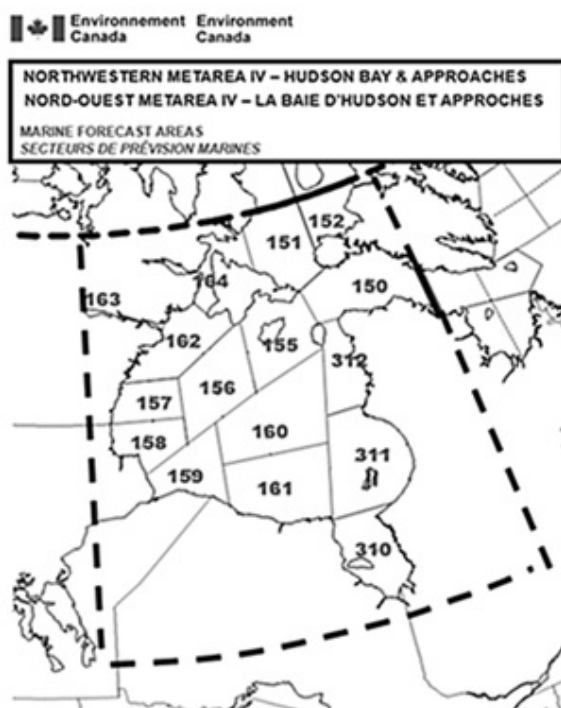 Environnement Environment
Canada Canada
NORTHWESTERN METAREA IV – HUDSON BAY & APPROACHES
NORD-OUEST METAREA IV – LA BAIE D'HUDSON ET APPROCHES
MARINE FORECAST AREAS
SECTEURS DE PRÉVISION MARINES
152
151
164
150
163
162
155
312
156
157
160
158
311
159
161
310